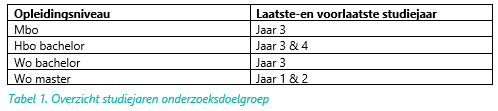 Opleidingsniveau Laatste-en voorlaatste studiejaar
Mbo Jaar 3
Hbo bachelor Jaar 3 & 4
Wo bachelor Jaar 3
Wo master Jaar 1 & 2
Tabel 1. Overzicht studiejaren onderzoeksdoelgroep